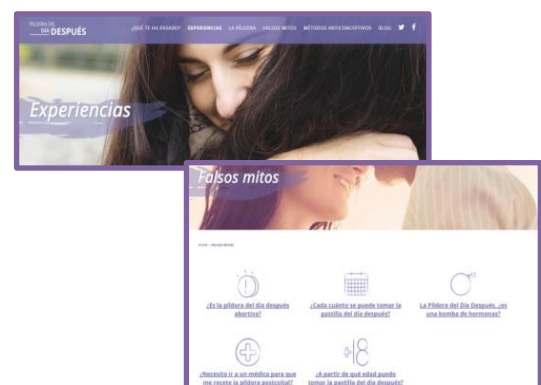 PÍLDORA DEL
DÍA DESPUÉS
¿QUÉ TE HA PASADO? EXPERIENCIAS LA PÍLDORA FALSOS MITOS MÉTODOS ANTICONCEPTIVOS BLOG
Experiencias
Falsos mitos
HOME > FALSOS MITOS
¿Es la píldora del día después
abortiva?
¿Cada cuánto se puede tomar la
pastilla del día después?
La Píldora del Día Después, ¿es
una bomba de hormonas?
¿Necesito ir a un médico para que
me recete la píldora postcoital?
¿A partir de qué edad puedo
tomar la pastilla del día después?